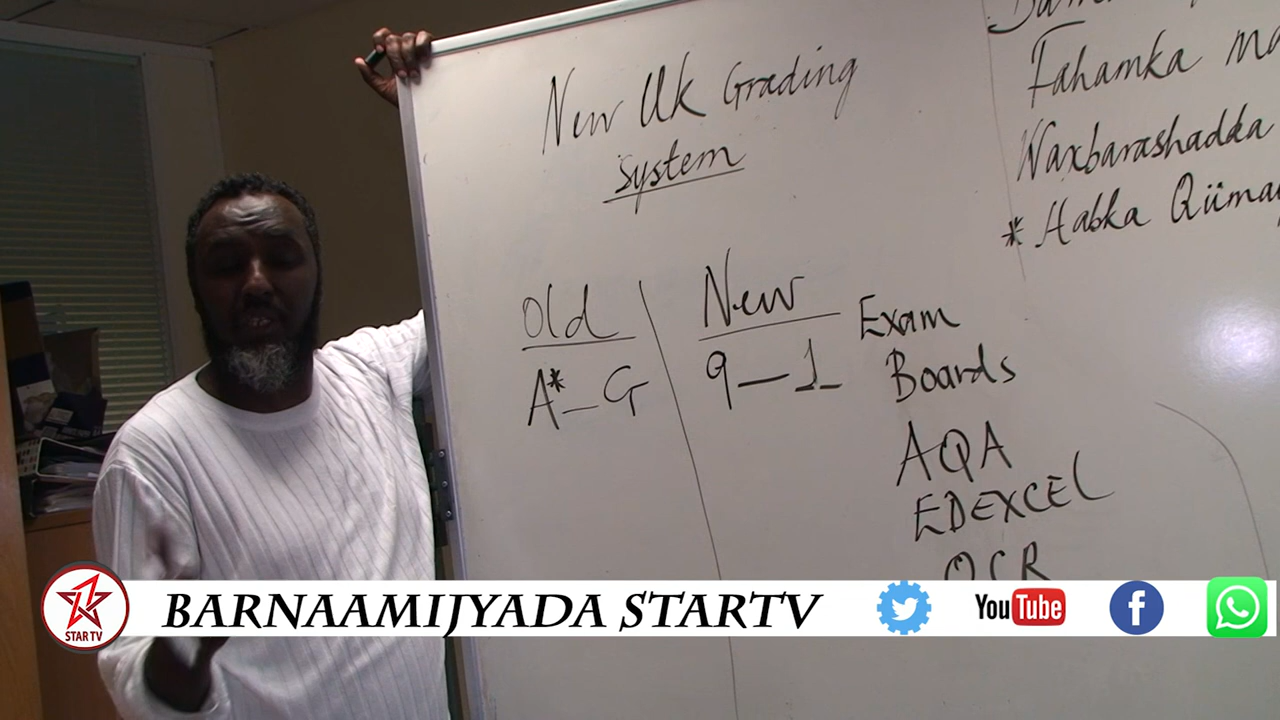 New Uk Grading
System
Old
A*_G
New
9—1
Exam
Boards
AQA
EDEXCEL
OCR
Fahamka
Waxbarashadda
* Habka
STAR TV
BARNAAMIJYADA STARTV
YouTube